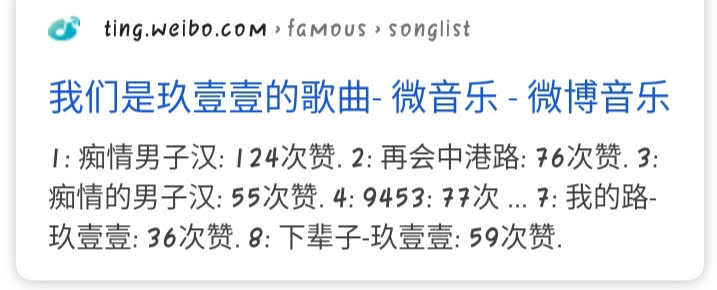 ting.weibo.com › famous › songlist
我们是玖壹壹的歌曲- 微音乐 - 微博音乐
1: 痴情男子汉: 124次赞. 2: 再会中港路: 76次赞. 3:
痴情的男子汉: 55次赞. 4: 9453: 77次 ... 7: 我的路-
玖壹壹: 36次赞. 8: 下辈子-玖壹壹: 59次赞.